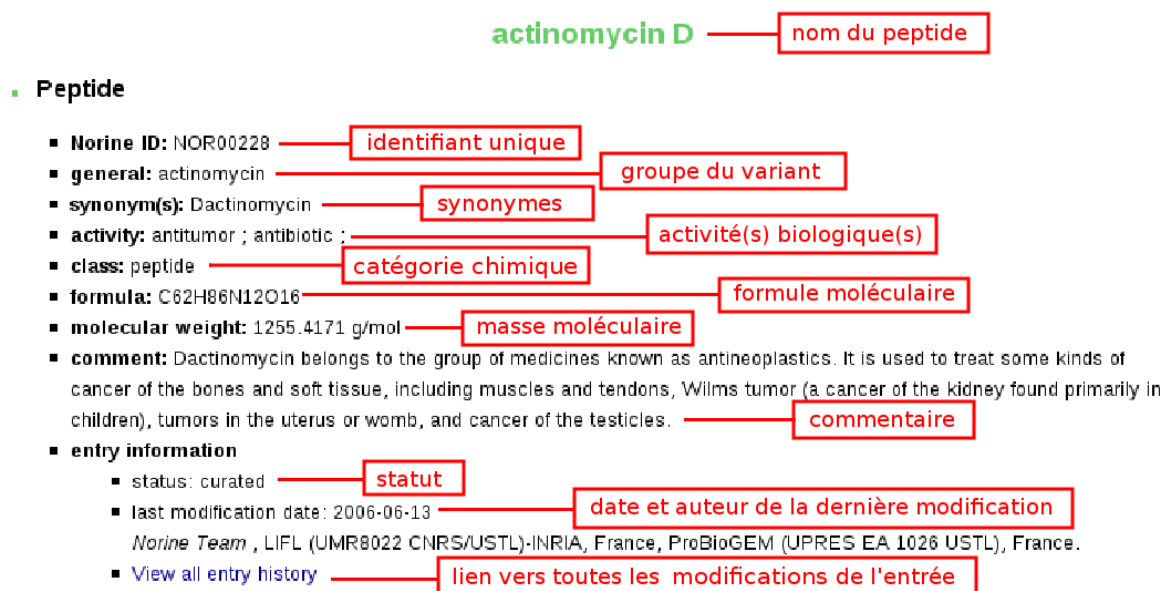 actinomycin D nom du peptide
Peptide
Norine ID: NOR00228 identifiant unique
general: actinomycin groupe du variant
synonym(s): Dactinomycin synonymes
activity: antitumor ; antibiotic ; activité(s) biologique(s)
class: peptide catégorie chimique
formula: C62H86N12O16 formule moléculaire
molecular weight: 1255.4171 g/mol masse moléculaire
comment: Dactinomycin belongs to the group of medicines known as antineoplastics. It is used to treat some kinds of
cancer of the bones and soft tissue, including muscles and tendons, Wilms tumor (a cancer of the kidney found primarily in
children), tumors in the uterus or womb, and cancer of the testicles. commentaire
entry information
status: curated statut
last modification date: 2006-06-13 date et auteur de la dernière modification
Norine Team , LIFL (UMR8022 CNRS/USTL)-INRIA, France, ProBioGEM (UPRES EA 1026 USTL), France.
View all entry history lien vers toutes les modifications de l'entrée